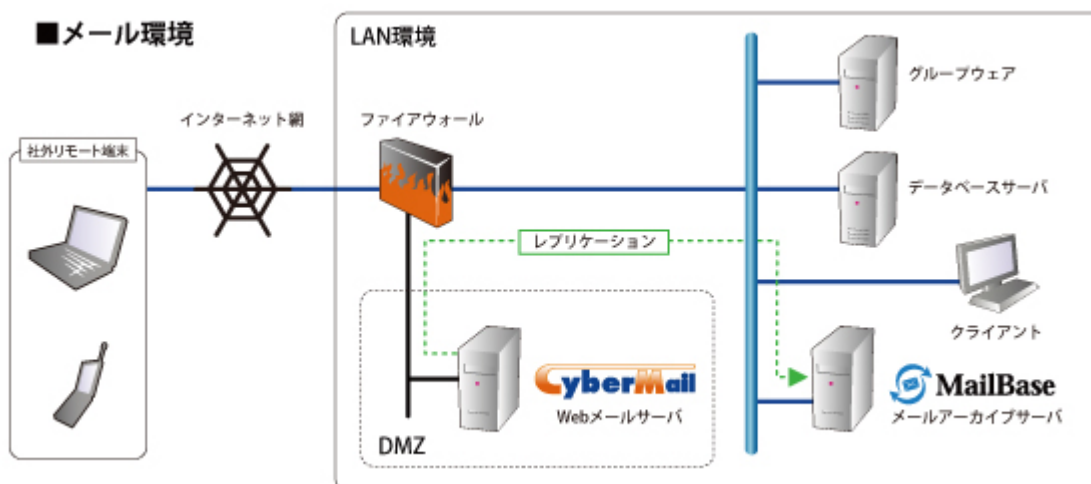 ■メール環境
LAN環境
グループウェア
インターネット網
ファイアウォール
社外リモート端末
データベースサーバ
レプリケーション
クライアント
CyberMail
Webメールサーバ
MailBase
メールアーカイブサーバ
DMZ